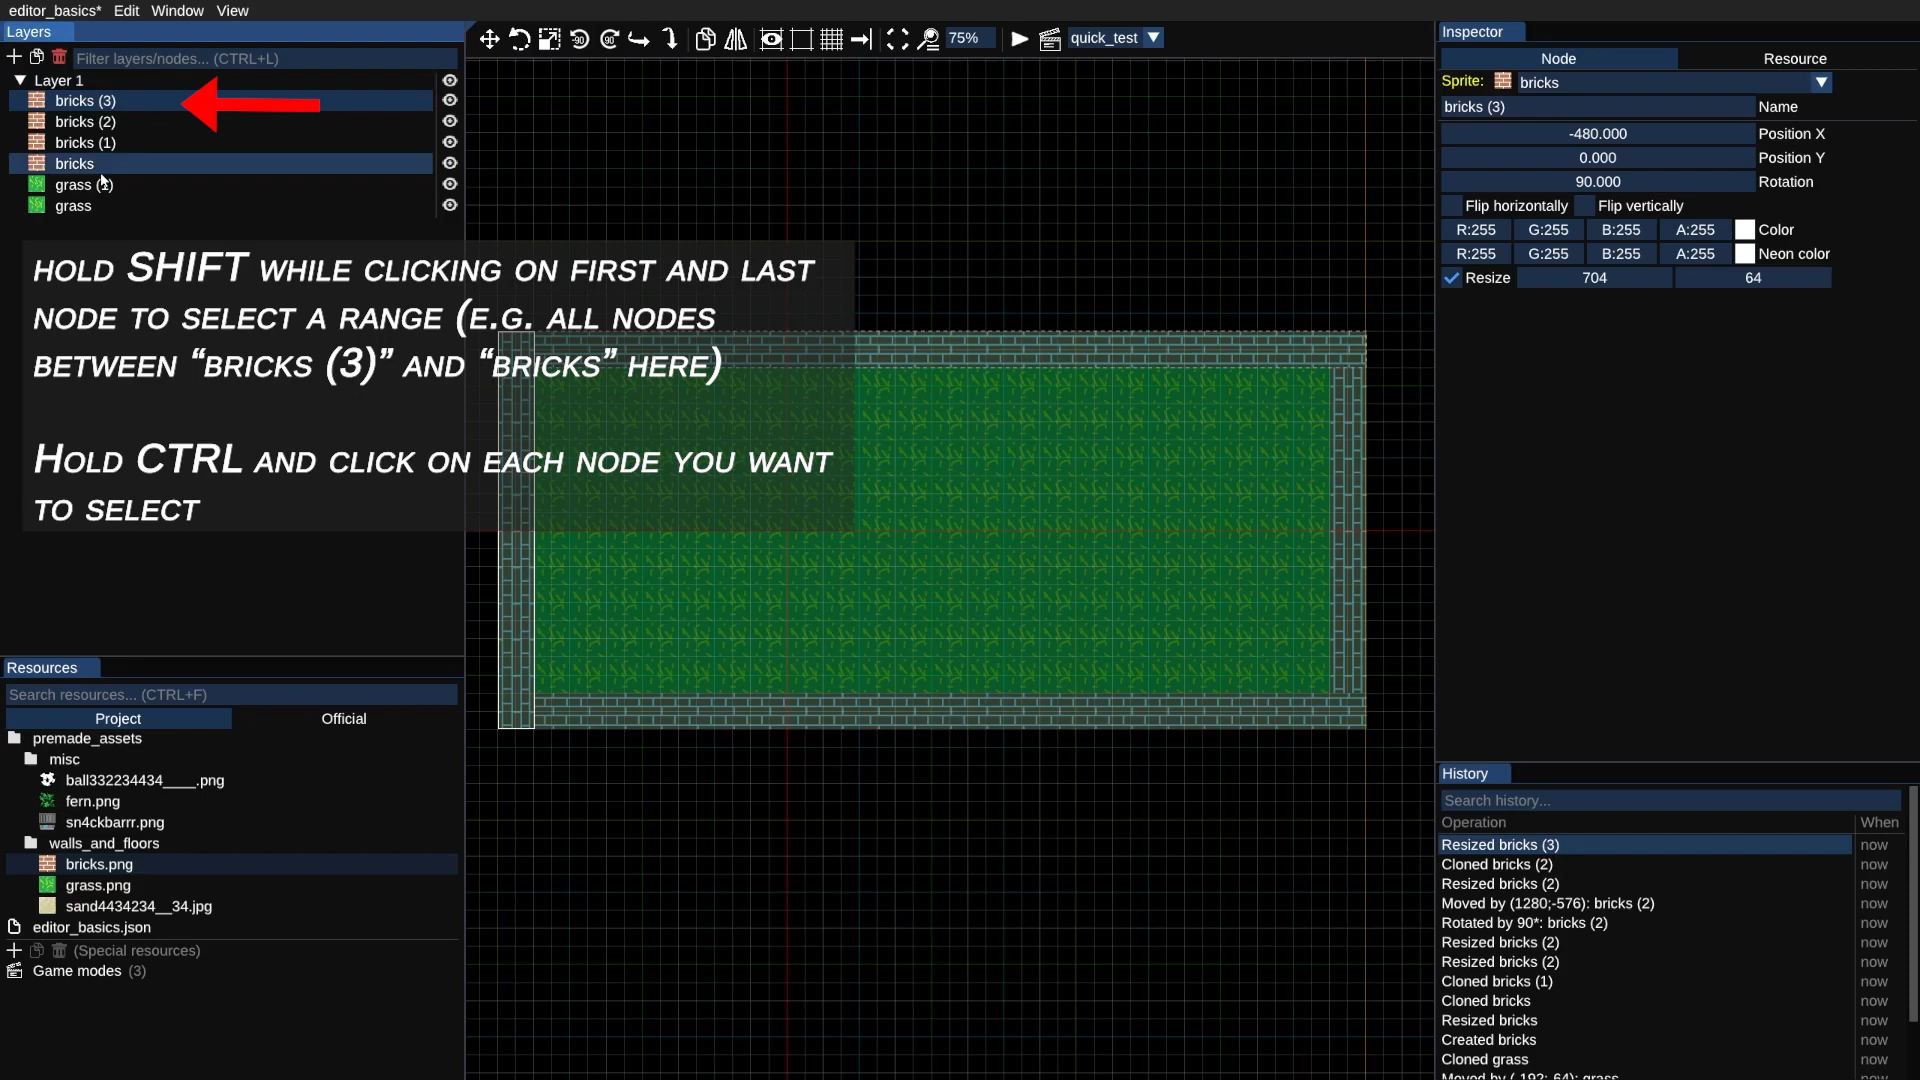 editor_basics* Edit Window View
Layers
Filter layers/nodes... (CTRL+L)
Layer 1
bricks (3)
bricks (2)
bricks (1)
bricks
grass
grass
HOLD SHIFT WHILE CLICKING ON FIRST AND LAST
NODE TO SELECT A RANGE (E.G. ALL NODES
BETWEEN “BRICKS (3)” AND “BRICKS” HERE)
HOLD CTRL AND CLICK ON EACH NODE YOU WANT
TO SELECT
-90
90
75%
quick_test
Resources
Search resources... (CTRL+F)
Project Official
premade_assets
misc
ball332234434____.png
fern.png
sn4ckbarrr.png
walls_and_floors
bricks.png
grass.png
sand4434234__34.jpg
editor_basics.json
(Special resources)
Game modes (3)
Inspector
Node Resource
Sprite: bricks
bricks (3) Name
-480.000 Position X
0.000 Position Y
90.000 Rotation
Flip horizontally Flip vertically
R:255 G:255 B:255 A:255 Color
R:255 G:255 B:255 A:255 Neon color
Resize 704 64
History
Search history...
Operation When
Resized bricks (3) now
Cloned bricks (2) now
Resized bricks (2) now
Moved by (1280;-576): bricks (2) now
Rotated by 90*: bricks (2) now
Resized bricks (2) now
Resized bricks (2) now
Cloned bricks (1) now
Cloned bricks now
Resized bricks now
Created bricks now
Cloned grass now
Moved by (-192;-64): grass now